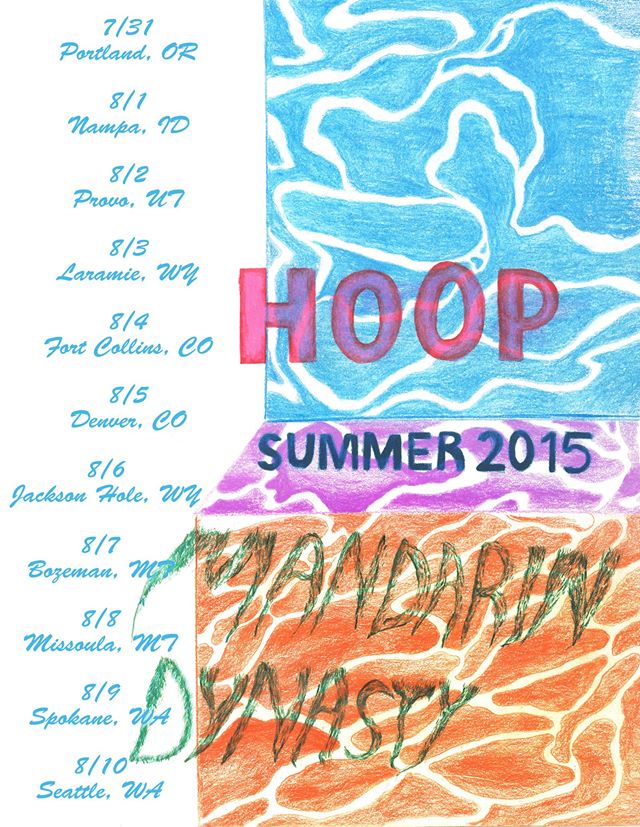 7/31
Portland, OR
8/1
Nampa, ID
8/2
Provo, UT
8/3
Laramie, WY
8/4
Fort Collins, CO
8/5
Denver, CO
8/6
Jackson Hole, WY
8/7
Bozeman, MT
8/8
Missoula, MT
8/9
Spokane, WA
8/10
Seattle, WA
HOOP
SUMMER 2015
MANDARIN
DYNASTY